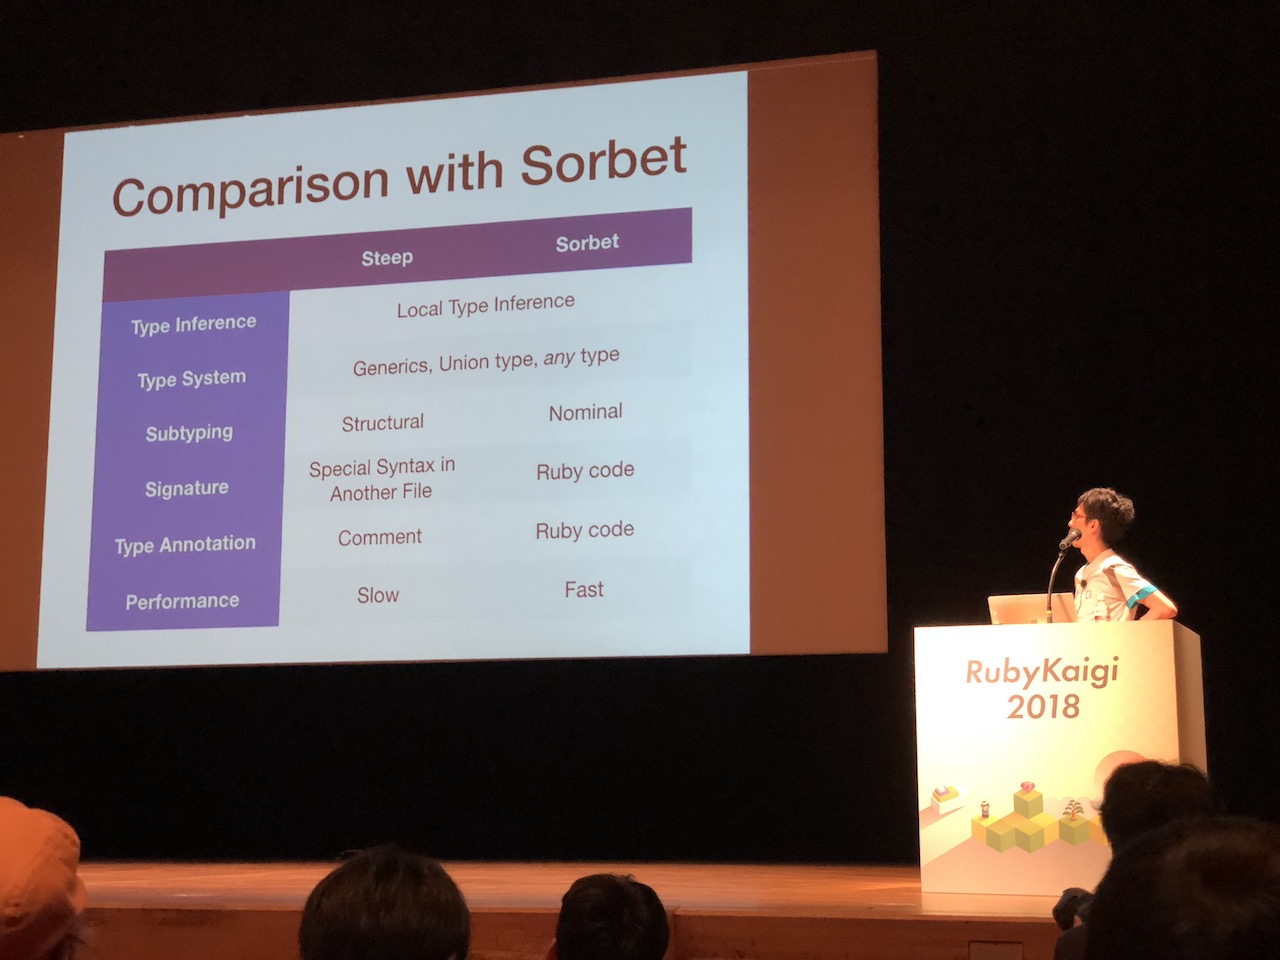 Comparison with Sorbet
Steep Sorbet
Type Inference Local Type Inference
Type System Generics, Union type, any type
Subtyping Structural Nominal
Signature Special Syntax in Another File Ruby code
Type Annotation Comment Ruby code
Performance Slow Fast
RubyKaigi
2018